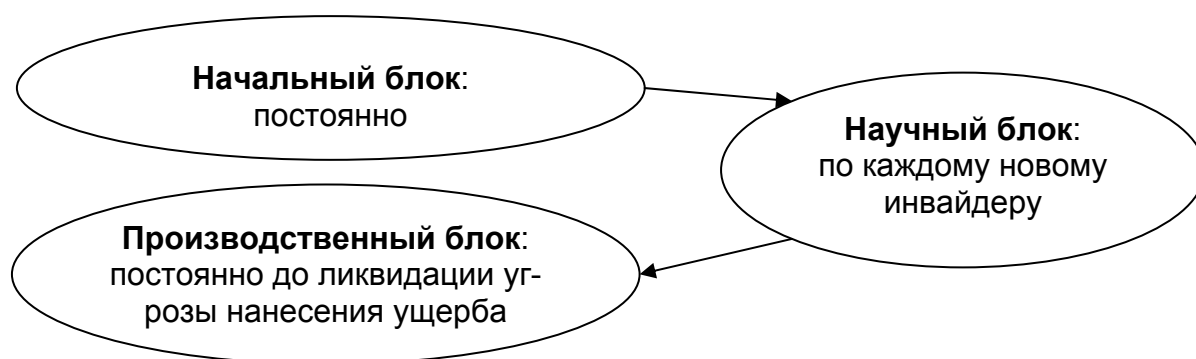 Начальный блок:
постоянно
Научный блок:
по каждому новому
инвайдеру
Производственный блок:
постоянно до ликвидации уг-
розы нанесения ущерба